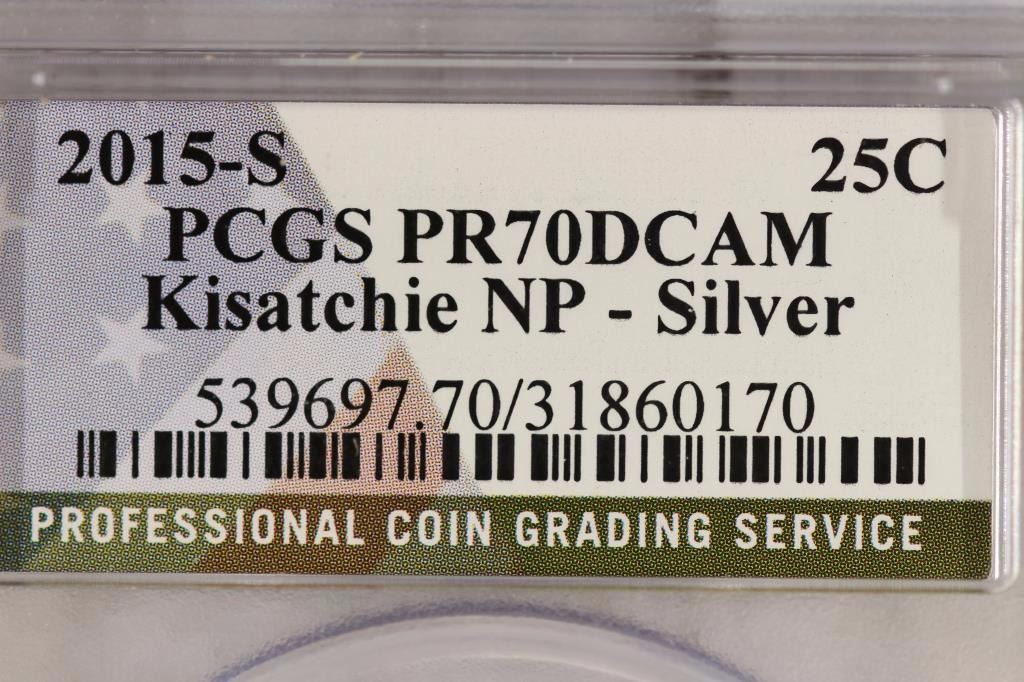 2015-S 25C
PCGS PR70DCAM
Kisatchie NP - Silver
539697.70/31860170
PROFESSIONAL COIN GRADING SERVICE